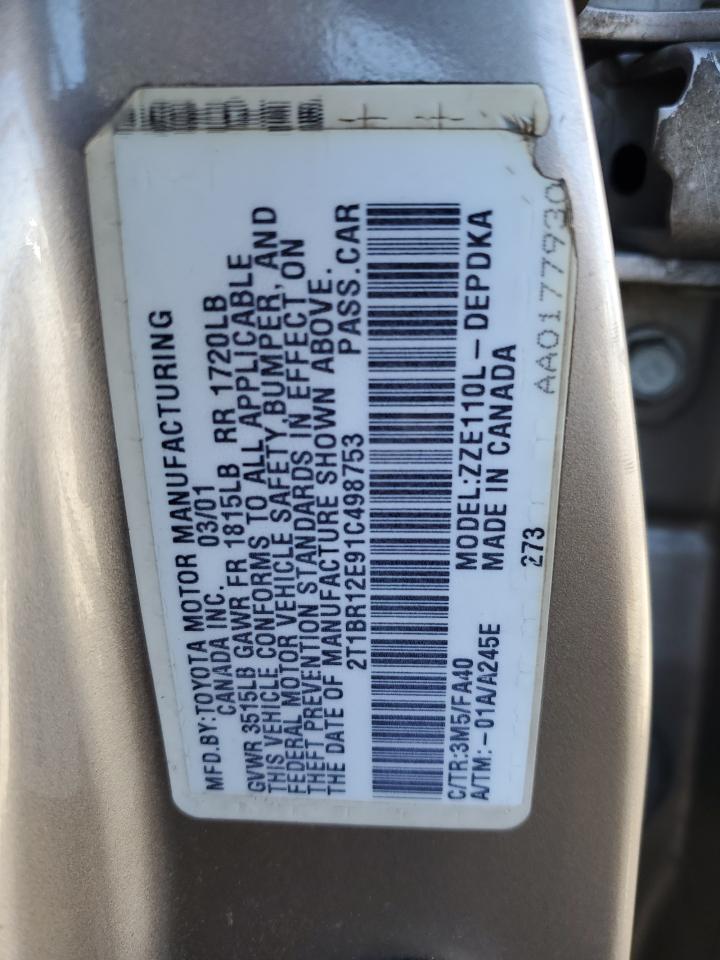 MFD.BY:TOYOTA MOTOR MANUFACTURING
CANADA INC. 03/01
GVWR 3515LB GAWR FR 1815LB RR 1720LB
THIS VEHICLE CONFORMS TO ALL APPLICABLE
FEDERAL MOTOR VEHICLE SAFETY,BUMPER, AND
THEFT PREVENTION STANDARDS IN EFFECT ON
THE DATE OF MANUFACTURE SHOWN ABOVE.
2T1BR12E91C498753 PASS.CAR
C/TR:3M5/FA40 MODEL:ZZE110L-DEPDKA
A/TM:-01A/A245E MADE IN CANADA
273
AA0177930